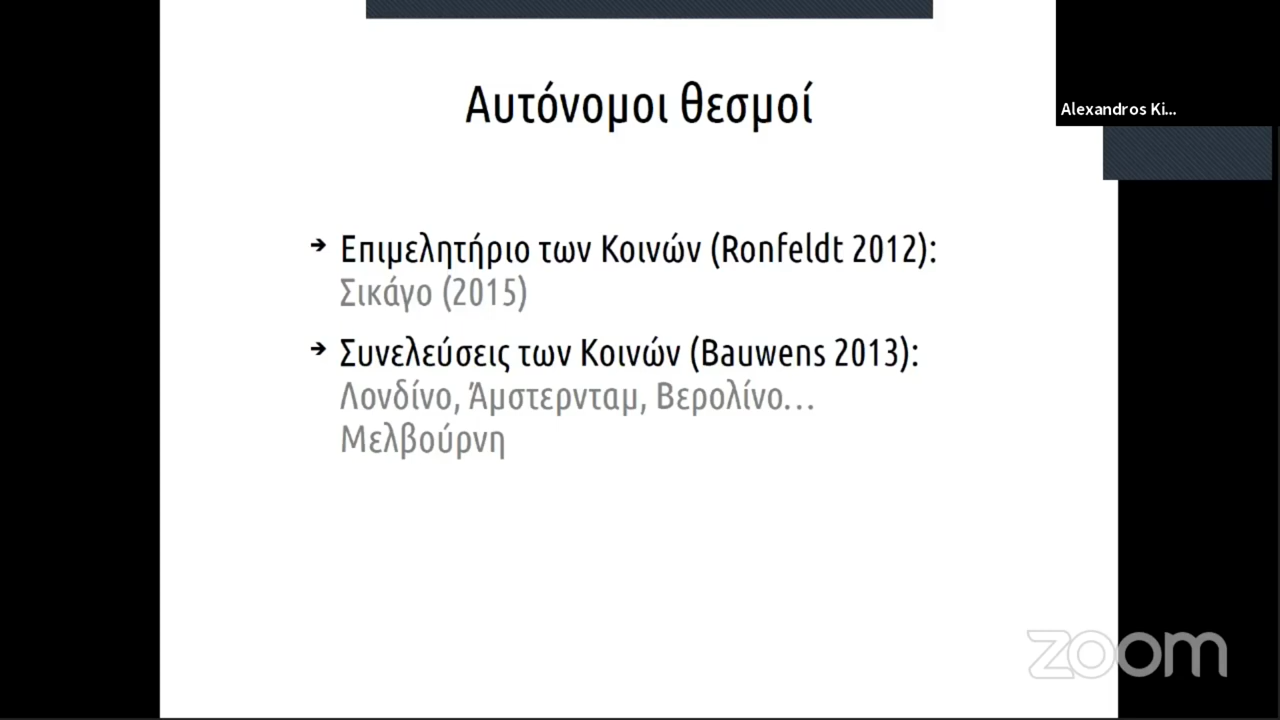 Αυτόνομοι θεσμοί
Alexandros Ki...
➔ Επιμελητήριο των Κοινών (Ronfeldt 2012):
Σικάγο (2015)
➔ Συνελεύσεις των Κοινών (Bauwens 2013):
Λονδίνο, Άμστερνταμ, Βερολίνο…
Μελβούρνη
zoom